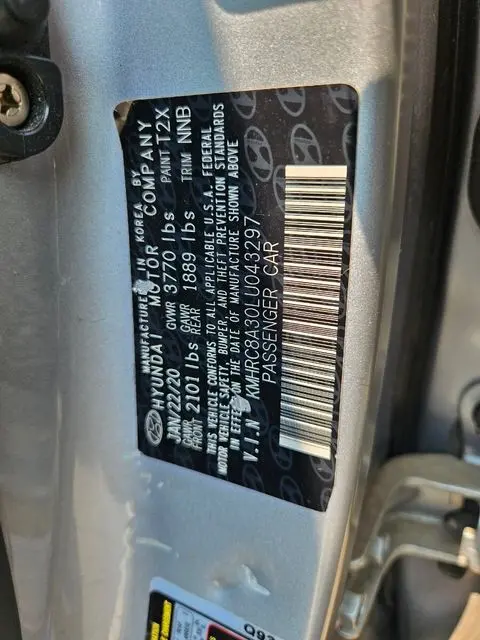 MANUFACTURED IN KOREA BY
HYUNDAI MOTOR COMPANY
JAN/22/20 GVWR 3770 lbs PAINT T2X
GAWR FRONT 2101 lbs GAWR REAR 1889 lbs TRIM NNB
THIS VEHICLE CONFORMS TO ALL APPLICABLE U.S.A. FEDERAL
MOTOR VEHICLE SAFETY, BUMPER, AND THEFT PREVENTION STANDARDS
IN EFFECT ON THE DATE OF MANUFACTURE SHOWN ABOVE
V.I.N KMHRC8A30LU043297
PASSENGER CAR